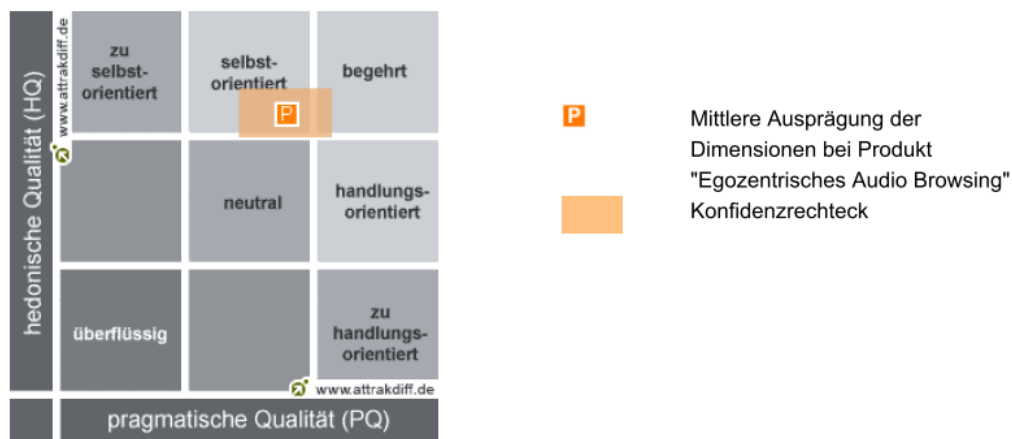 hedonische Qualität (HQ)
www.attrakdiff.de
zu
selbst-
orientiert
selbst-
orientiert
begehrt
P
neutral
handlungs-
orientiert
überflüssig
zu
handlungs-
orientiert
www.attrakdiff.de
pragmatische Qualität (PQ)
P
Mittlere Ausprägung der
Dimensionen bei Produkt
"Egozentrisches Audio Browsing"
Konfidenzrechteck